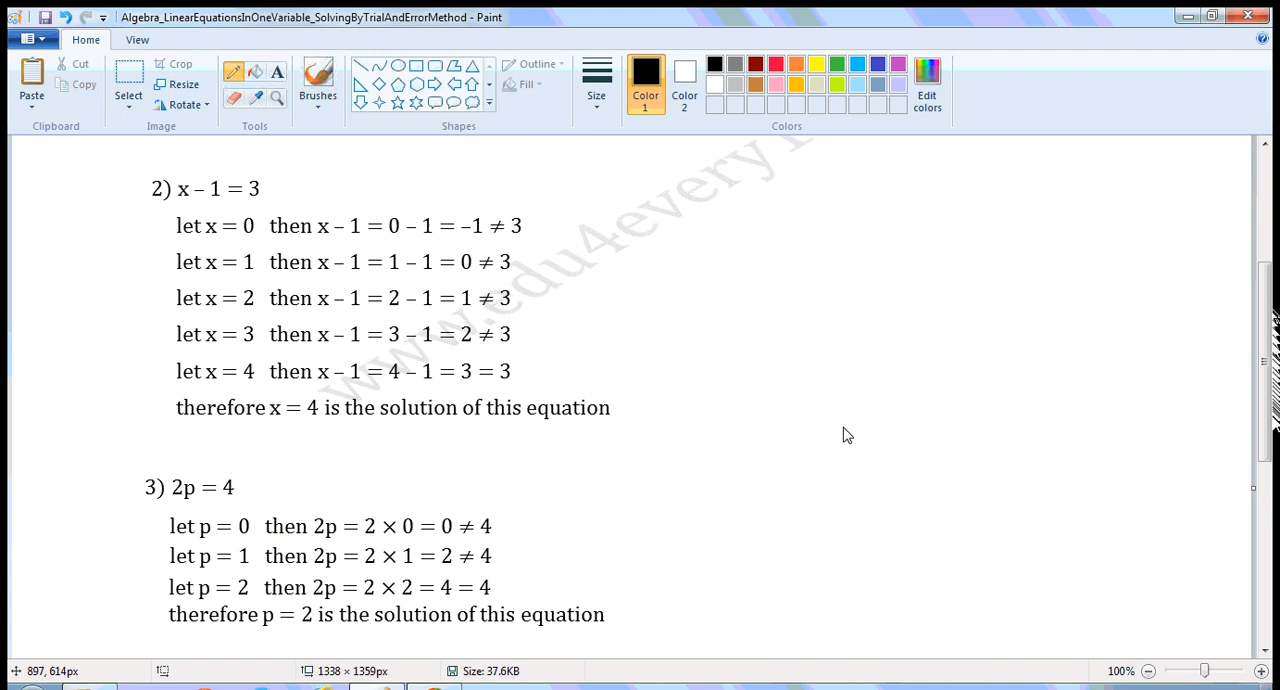 Algebra_LinearEquationsInOneVariable_SolvingByTrialAndErrorMethod - Paint
Home View
Paste
Cut
Copy
Clipboard
Select
Crop
Resize
Rotate
Image
A
Tools
Brushes
Outline
Fill
Shapes
Size
Color 1
Color 2
Edit colors
Colors
2) x – 1 = 3
let x = 0 then x – 1 = 0 – 1 = –1 ≠ 3
let x = 1 then x – 1 = 1 – 1 = 0 ≠ 3
let x = 2 then x – 1 = 2 – 1 = 1 ≠ 3
let x = 3 then x – 1 = 3 – 1 = 2 ≠ 3
let x = 4 then x – 1 = 4 – 1 = 3 = 3
therefore x = 4 is the solution of this equation
3) 2p = 4
let p = 0 then 2p = 2 × 0 = 0 ≠ 4
let p = 1 then 2p = 2 × 1 = 2 ≠ 4
let p = 2 then 2p = 2 × 2 = 4 = 4
therefore p = 2 is the solution of this equation
897, 614px
1338 × 1359px
Size: 37.6KB
100%